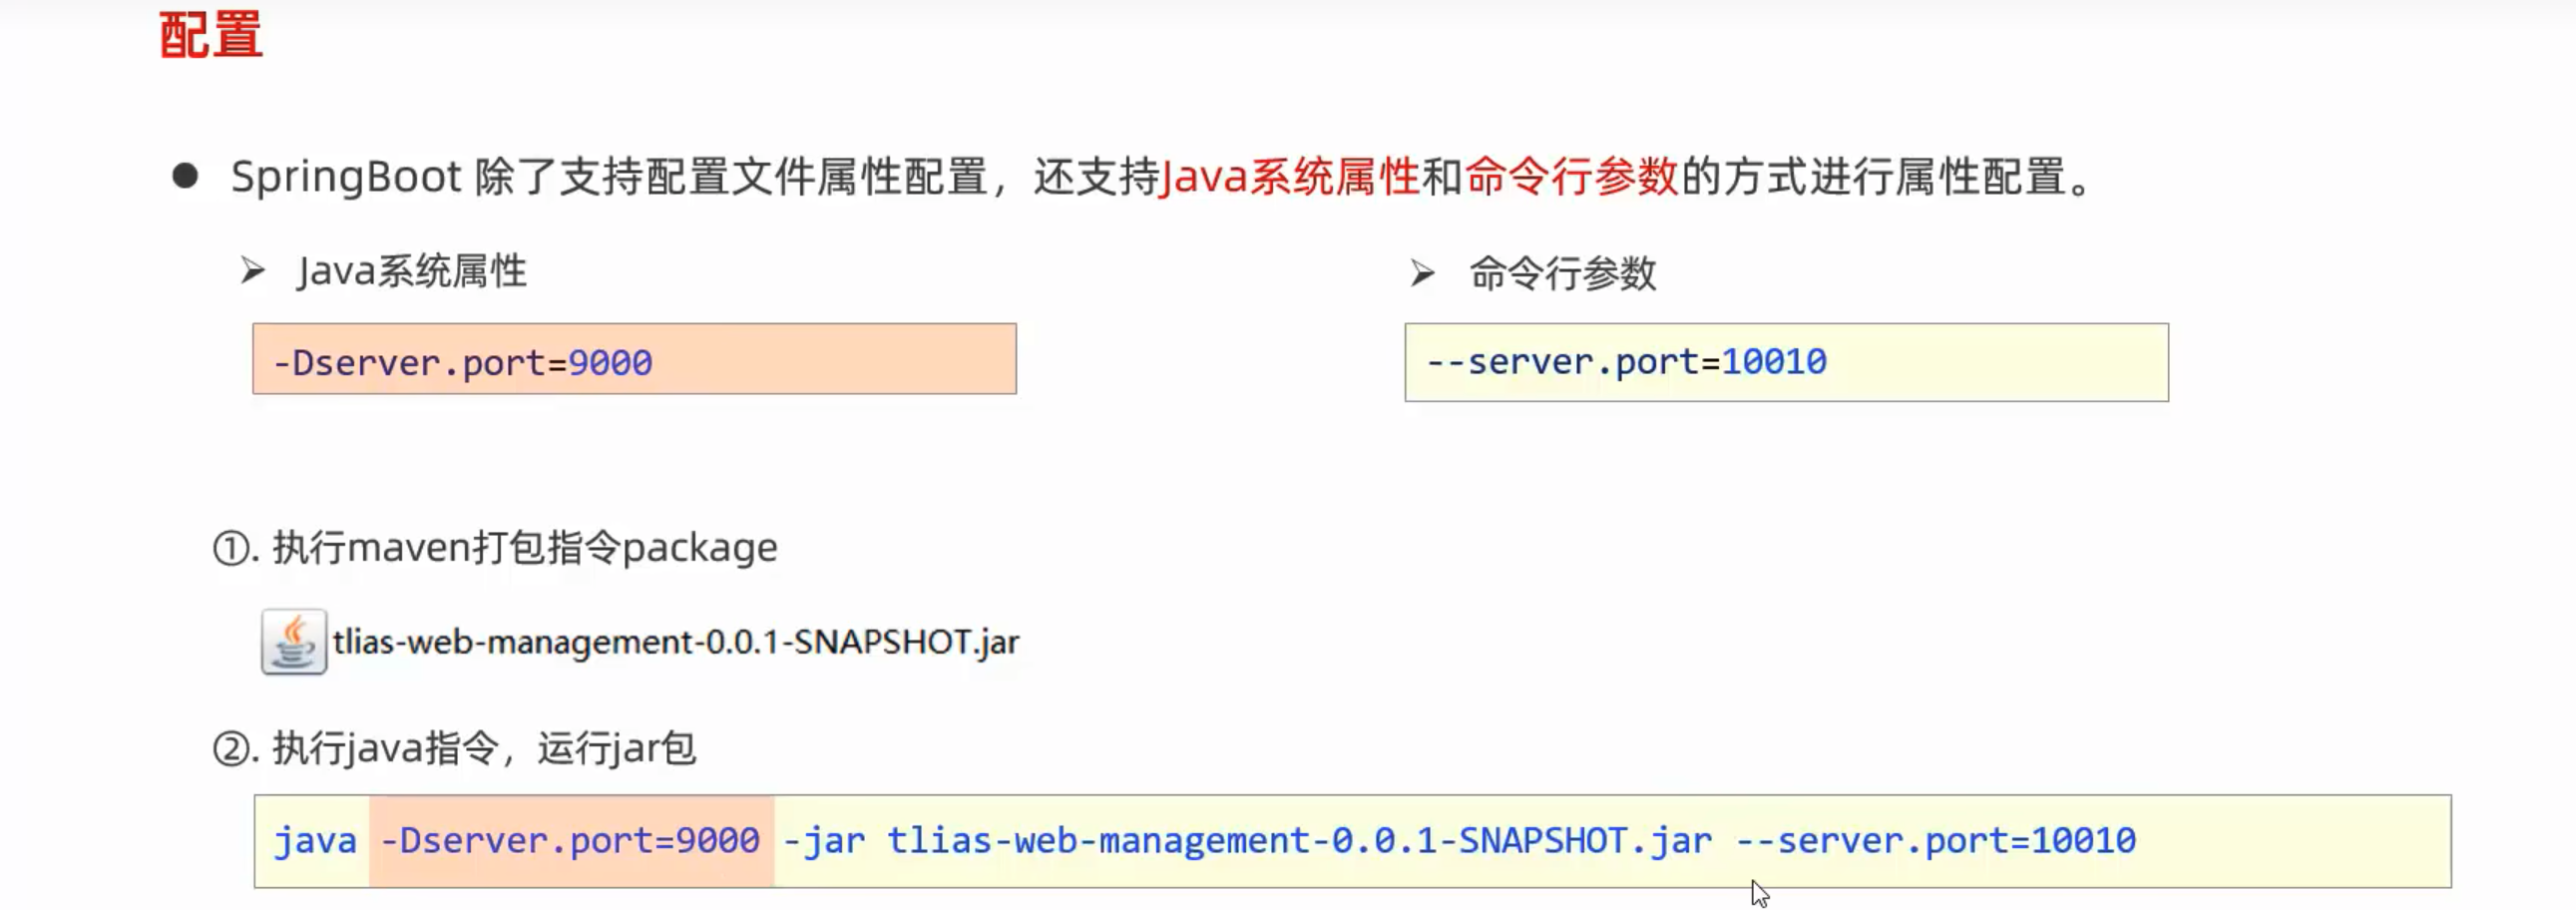 配置
● SpringBoot 除了支持配置文件属性配置，还支持Java系统属性和命令行参数的方式进行属性配置。
➢ Java系统属性
-Dserver.port=9000
➢ 命令行参数
--server.port=10010
①. 执行maven打包指令package
tlias-web-management-0.0.1-SNAPSHOT.jar
②. 执行java指令，运行jar包
java -Dserver.port=9000 -jar tlias-web-management-0.0.1-SNAPSHOT.jar --server.port=10010